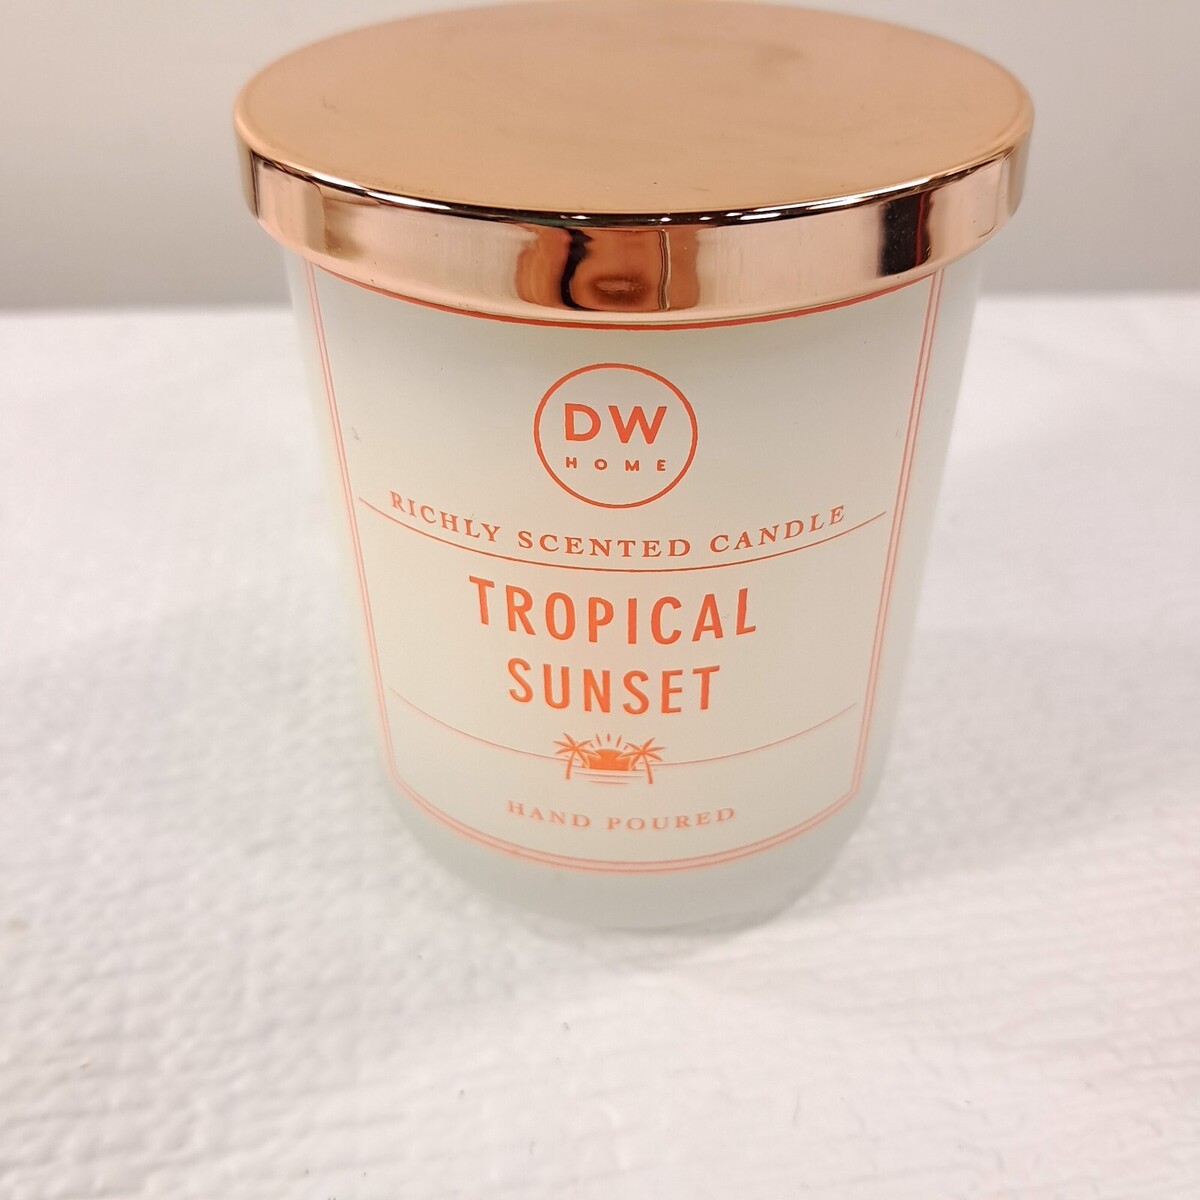 DW
HOME
RICHLY SCENTED CANDLE
TROPICAL
SUNSET
HAND POURED